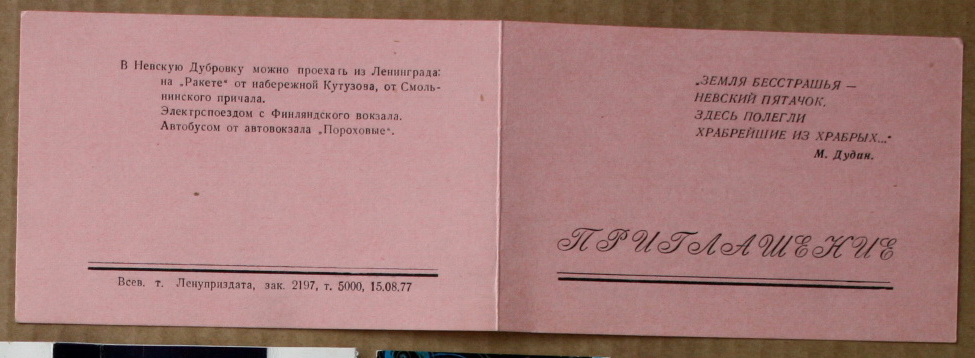 В Невскую Дубровку можно проехать из Ленинграда:
на „Ракете“ от набережной Кутузова, от Смоль-
нинского причала.
Электрспоездом с Финляндского вокзала.
Автобусом от автовокзала „Пороховые“.
Всев. т. Ленуприздата, зак. 2197, т. 5000, 15.08.77
„ЗЕМЛЯ БЕССТРАШЬЯ —
НЕВСКИЙ ПЯТАЧОК.
ЗДЕСЬ ПОЛЕГЛИ
ХРАБРЕЙШИЕ ИЗ ХРАБРЫХ...“
М. Дудин.
ПРИГЛАШЕНИЕ